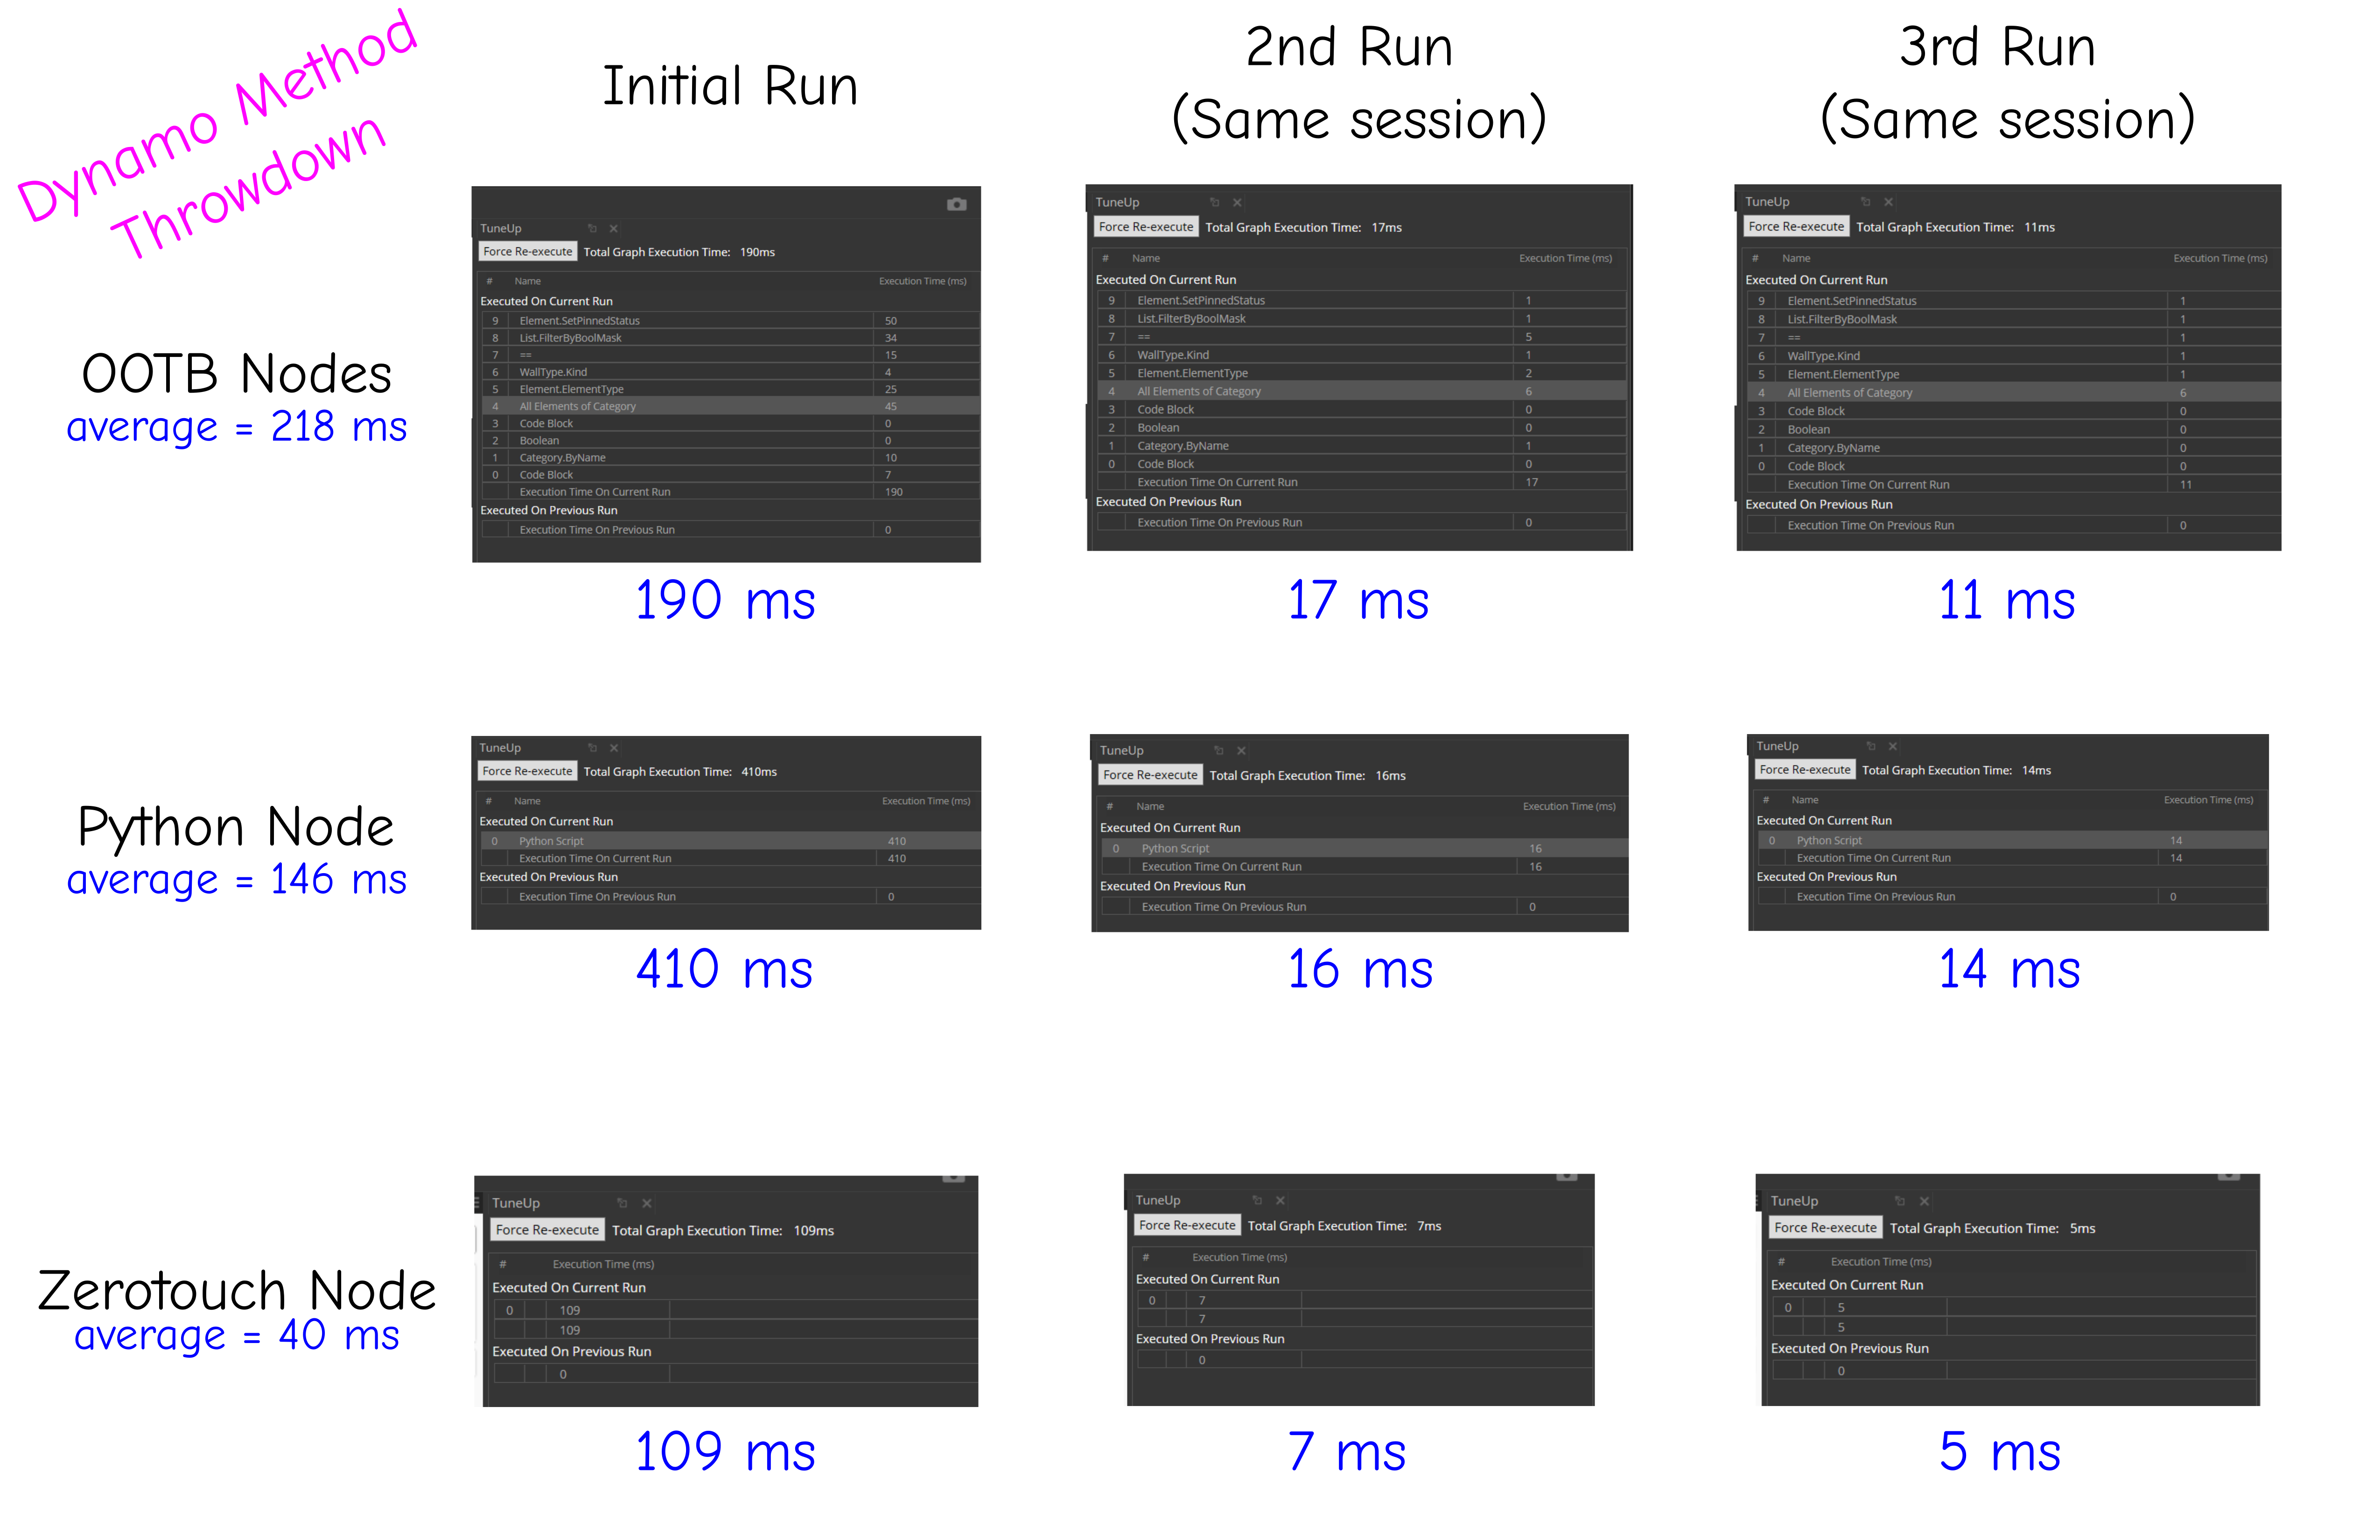 Dynamo Method
Throwdown
Initial Run
2nd Run
(Same session)
3rd Run
(Same session)
OOTB Nodes
average = 218 ms
TuneUp
Force Re-execute Total Graph Execution Time: 190ms
# Name Execution Time (ms)
Executed On Current Run
9 Element.SetPinnedStatus 50
8 List.FilterByBoolMask 34
7 == 15
6 WallType.Kind 4
5 Element.ElementType 25
4 All Elements of Category 45
3 Code Block 0
2 Boolean 0
1 Category.ByName 10
0 Code Block 7
Execution Time On Current Run 190
Executed On Previous Run
Execution Time On Previous Run 0
190 ms
TuneUp
Force Re-execute Total Graph Execution Time: 17ms
# Name Execution Time (ms)
Executed On Current Run
9 Element.SetPinnedStatus 1
8 List.FilterByBoolMask 1
7 == 5
6 WallType.Kind 1
5 Element.ElementType 2
4 All Elements of Category 6
3 Code Block 0
2 Boolean 0
1 Category.ByName 1
0 Code Block 0
Execution Time On Current Run 17
Executed On Previous Run
Execution Time On Previous Run 0
17 ms
TuneUp
Force Re-execute Total Graph Execution Time: 11ms
# Name Execution Time (ms)
Executed On Current Run
9 Element.SetPinnedStatus 1
8 List.FilterByBoolMask 1
7 == 1
6 WallType.Kind 1
5 Element.ElementType 1
4 All Elements of Category 6
3 Code Block 0
2 Boolean 0
1 Category.ByName 0
0 Code Block 0
Execution Time On Current Run 11
Executed On Previous Run
Execution Time On Previous Run 0
11 ms
Python Node
average = 146 ms
TuneUp
Force Re-execute Total Graph Execution Time: 410ms
# Name Execution Time (ms)
Executed On Current Run
0 Python Script 410
Execution Time On Current Run 410
Executed On Previous Run
Execution Time On Previous Run 0
410 ms
TuneUp
Force Re-execute Total Graph Execution Time: 16ms
# Name Execution Time (ms)
Executed On Current Run
0 Python Script 16
Execution Time On Current Run 16
Executed On Previous Run
Execution Time On Previous Run 0
16 ms
TuneUp
Force Re-execute Total Graph Execution Time: 14ms
# Name Execution Time (ms)
Executed On Current Run
0 Python Script 14
Execution Time On Current Run 14
Executed On Previous Run
Execution Time On Previous Run 0
14 ms
Zerotouch Node
average = 40 ms
TuneUp
Force Re-execute Total Graph Execution Time: 109ms
# Execution Time (ms)
Executed On Current Run
0 109
109
Executed On Previous Run
0
109 ms
TuneUp
Force Re-execute Total Graph Execution Time: 7ms
# Execution Time (ms)
Executed On Current Run
0 7
7
Executed On Previous Run
0
7 ms
TuneUp
Force Re-execute Total Graph Execution Time: 5ms
# Execution Time (ms)
Executed On Current Run
0 5
5
Executed On Previous Run
0
5 ms